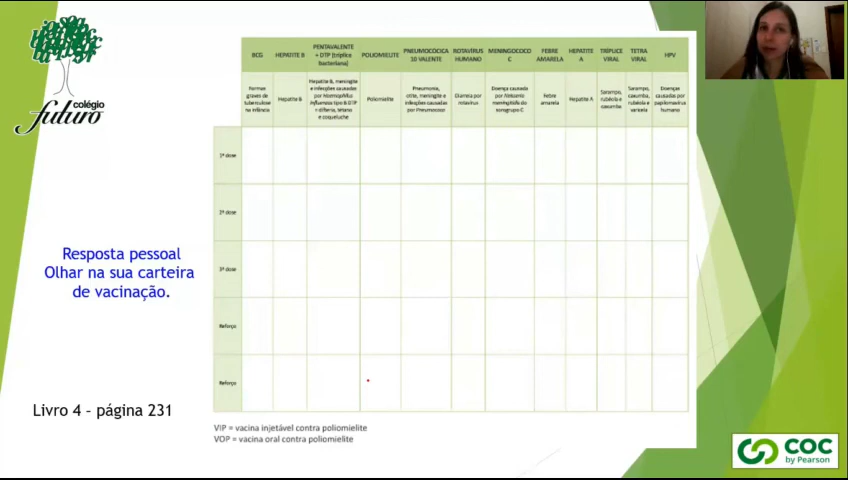 colégio
futuro
BCG
HEPATITE B
PENTAVALENTE
+ DTP (tríplice
bacteriana)
POLIOMIELITE
PNEUMOCÓCICA
10 VALENTE
ROTAVÍRUS
HUMANO
MENINGOCOCO
C
FEBRE
AMARELA
HEPATITE
A
TRÍPLICE
VIRAL
TETRA
VIRAL
HPV
Formas
graves de
tuberculose
na infância
Hepatite B
Hepatite B, meningite
e infecções causadas
por Haemophilus
influenzae tipo B DTP
= difteria, tétano
e coqueluche
Poliomielite
Pneumonia,
otite, meningite e
infecções causadas
por Pneumococo
Diarreia por
rotavírus
Doença causada
por Neisseria
meningitidis do
sorogrupo C
Febre
amarela
Hepatite A
Sarampo,
rubéola e
caxumba
Sarampo,
caxumba,
rubéola e
varicela
Doenças
causadas por
papilomavírus
humano
1ª dose
2ª dose
3ª dose
Reforço
Reforço
Resposta pessoal
Olhar na sua carteira
de vacinação.
Livro 4 – página 231
VIP = vacina injetável contra poliomielite
VOP = vacina oral contra poliomielite
COC
by Pearson